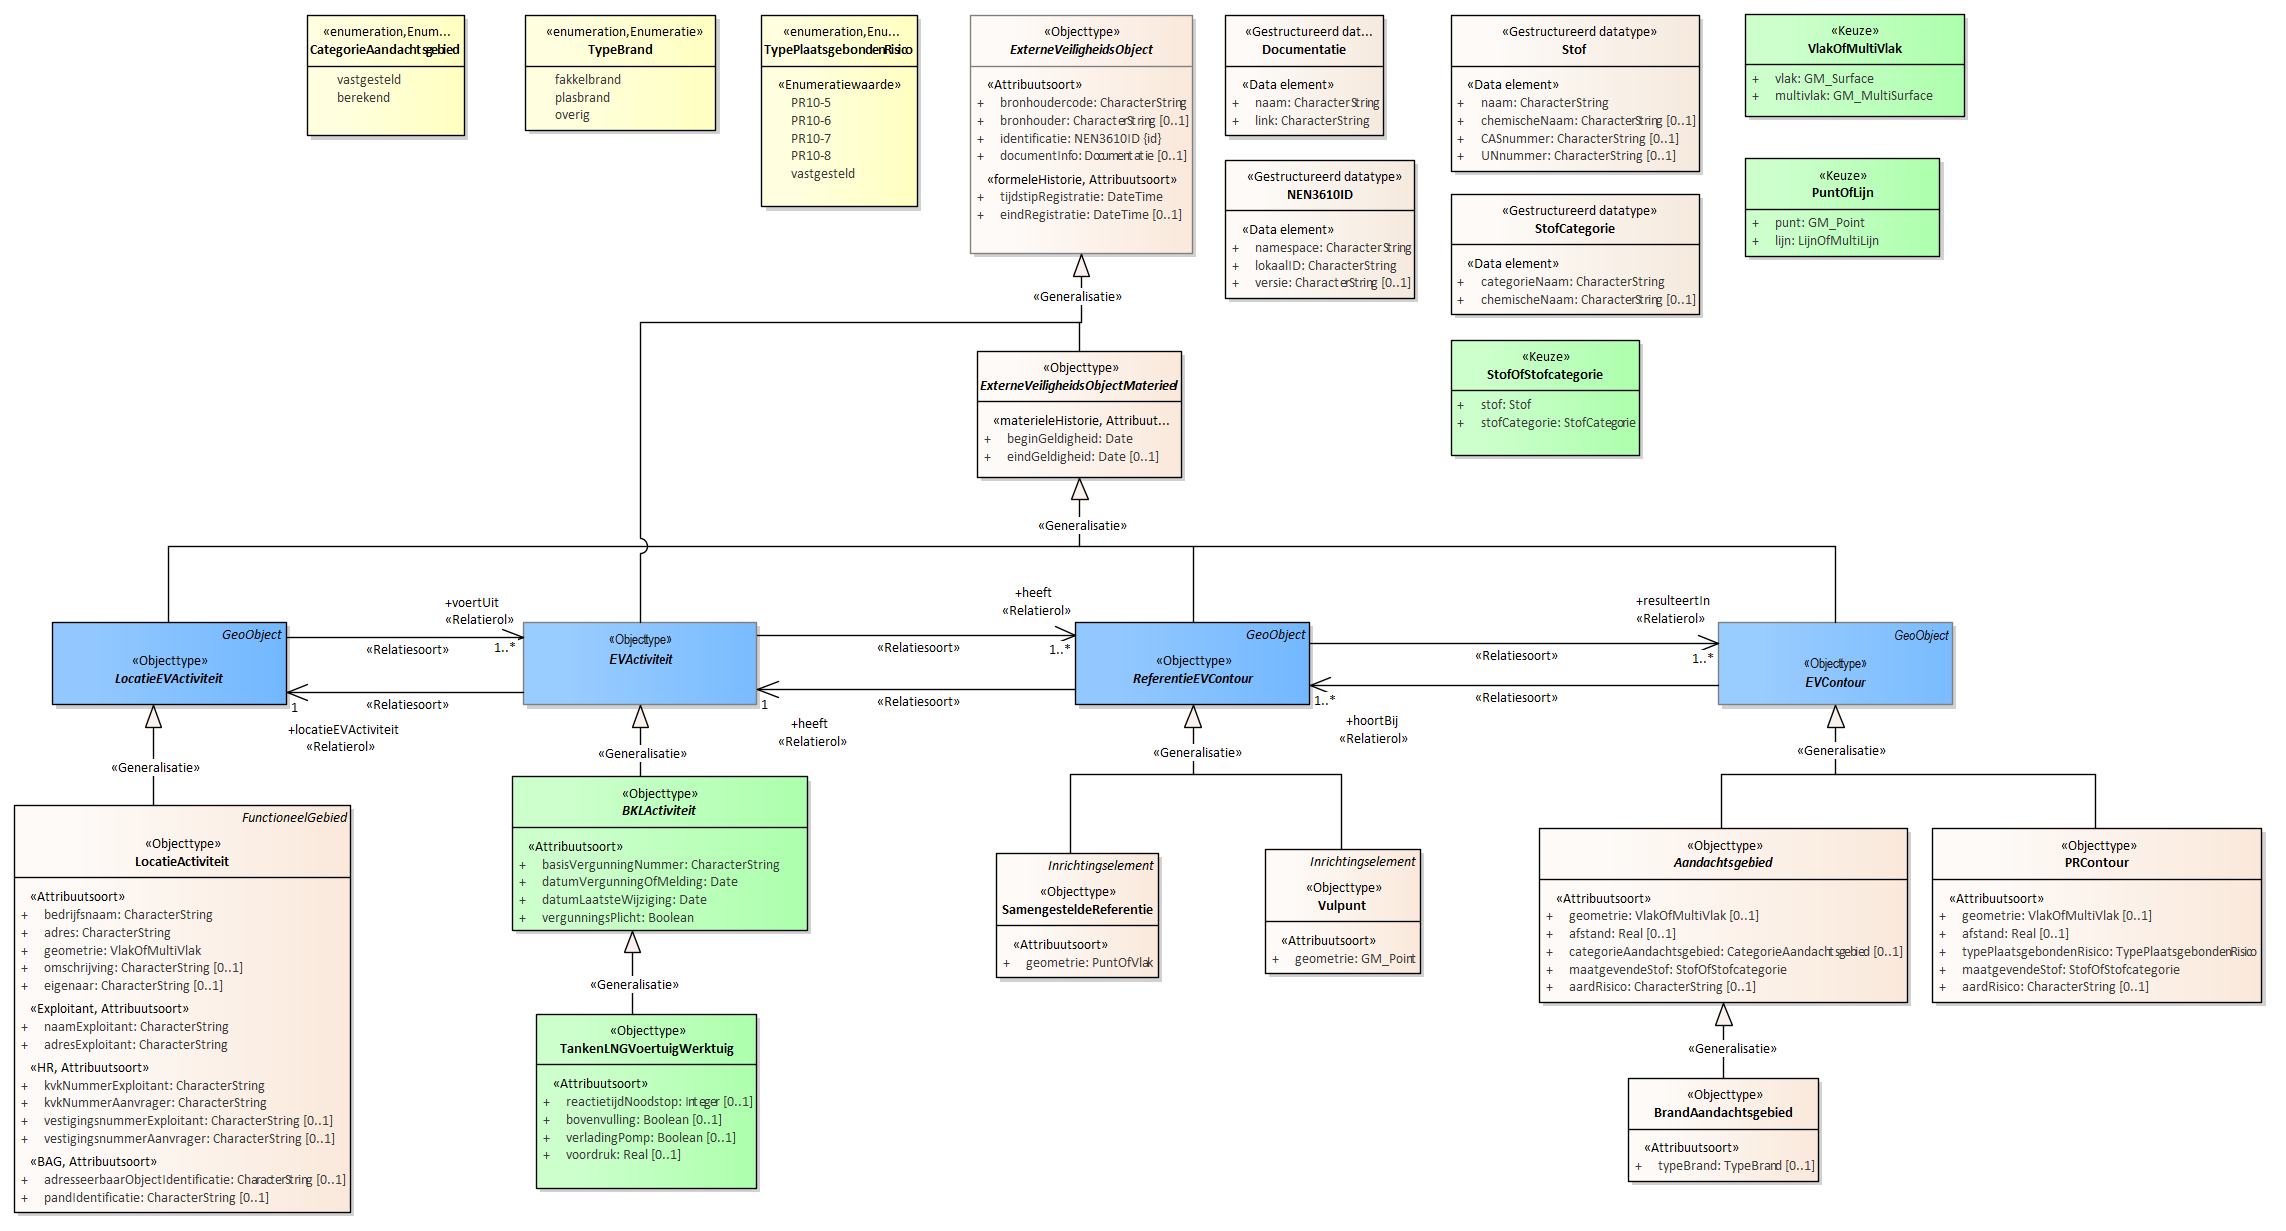 «enumeration,Enum...
CategorieAandachtsgebied
vastgesteld
berekend
«enumeration,Enumeratie»
TypeBrand
fakkelbrand
plasbrand
overig
«enumeration,Enu...
TypePlaatsgebondenRisico
«Enumeratiewaarde»
PR10-5
PR10-6
PR10-7
PR10-8
vastgesteld
«Objecttype»
ExterneVeiligheidsObject
«Attribuutsoort»
+ bronhoudercode: CharacterString
+ bronhouder: CharacterString [0..1]
+ identificatie: NEN3610ID {id}
+ documentInfo: Documentatie [0..1]
«formeleHistorie, Attribuutsoort»
+ tijdstipRegistratie: DateTime
+ eindRegistratie: DateTime [0..1]
«Gestructureerd dat...
Documentatie
«Data element»
+ naam: CharacterString
+ link: CharacterString
«Gestructureerd datatype»
NEN3610ID
«Data element»
+ namespace: CharacterString
+ lokaalID: CharacterString
+ versie: CharacterString [0..1]
«Gestructureerd datatype»
Stof
«Data element»
+ naam: CharacterString
+ chemischeNaam: CharacterString [0..1]
+ CASnummer: CharacterString [0..1]
+ UNnummer: CharacterString [0..1]
«Gestructureerd datatype»
StofCategorie
«Data element»
+ categorieNaam: CharacterString
+ chemischeNaam: CharacterString [0..1]
«Keuze»
StofOfStofcategorie
+ stof: Stof
+ stofCategorie: StofCategorie
«Keuze»
VlakOfMultiVlak
+ vlak: GM_Surface
+ multivlak: GM_MultiSurface
«Keuze»
PuntOfLijn
+ punt: GM_Point
+ lijn: LijnOfMultiLijn
«Generalisatie»
«Objecttype»
ExterneVeiligheidsObjectMaterieel
«materieleHistorie, Attribuut...
+ beginGeldigheid: Date
+ eindGeldigheid: Date [0..1]
«Generalisatie»
GeoObject
«Objecttype»
LocatieEVActiviteit
+voertUit
«Relatierol»
1..*
«Relatiesoort»
«Relatiesoort»
1
+locatieEVActiviteit
«Relatierol»
«Objecttype»
EVActiviteit
+heeft
«Relatierol»
1..*
«Relatiesoort»
«Relatiesoort»
1
+heeft
«Relatierol»
GeoObject
«Objecttype»
ReferentieEVContour
+resulteertIn
«Relatierol»
1..*
«Relatiesoort»
«Relatiesoort»
1..*
+hoortBij
«Relatierol»
GeoObject
«Objecttype»
EVContour
«Generalisatie»
«Generalisatie»
«Generalisatie»
«Generalisatie»
FunctioneelGebied
«Objecttype»
LocatieActiviteit
«Attribuutsoort»
+ bedrijfsnaam: CharacterString
+ adres: CharacterString
+ geometrie: VlakOfMultiVlak
+ omschrijving: CharacterString [0..1]
+ eigenaar: CharacterString [0..1]
«Exploitant, Attribuutsoort»
+ naamExploitant: CharacterString
+ adresExploitant: CharacterString
«HR, Attribuutsoort»
+ kvkNummerExploitant: CharacterString
+ kvkNummerAanvrager: CharacterString
+ vestigingsnummerExploitant: CharacterString [0..1]
+ vestigingsnummerAanvrager: CharacterString [0..1]
«BAG, Attribuutsoort»
+ adresseerbaarObjectIdentificatie: CharacterString [0..1]
+ pandIdentificatie: CharacterString [0..1]
«Objecttype»
BKLActiviteit
«Attribuutsoort»
+ basisVergunningNummer: CharacterString
+ datumVergunningOfMelding: Date
+ datumLaatsteWijziging: Date
+ vergunningsPlicht: Boolean
«Generalisatie»
«Objecttype»
TankenLNGVoertuigWerktuig
«Attribuutsoort»
+ reactietijdNoodstop: Integer [0..1]
+ bovenvulling: Boolean [0..1]
+ verladingPomp: Boolean [0..1]
+ voordruk: Real [0..1]
Inrichtingselement
«Objecttype»
SamengesteldeReferentie
«Attribuutsoort»
+ geometrie: PuntOfVlak
Inrichtingselement
«Objecttype»
Vulpunt
«Attribuutsoort»
+ geometrie: GM_Point
«Objecttype»
Aandachtsgebied
«Attribuutsoort»
+ geometrie: VlakOfMultiVlak [0..1]
+ afstand: Real [0..1]
+ categorieAandachtsgebied: CategorieAandachtsgebied [0..1]
+ maatgevendeStof: StofOfStofcategorie
+ aardRisico: CharacterString [0..1]
«Objecttype»
PRContour
«Attribuutsoort»
+ geometrie: VlakOfMultiVlak [0..1]
+ afstand: Real [0..1]
+ typePlaatsgebondenRisico: TypePlaatsgebondenRisico
+ maatgevendeStof: StofOfStofcategorie
+ aardRisico: CharacterString [0..1]
«Generalisatie»
«Objecttype»
BrandAandachtsgebied
«Attribuutsoort»
+ typeBrand: TypeBrand [0..1]